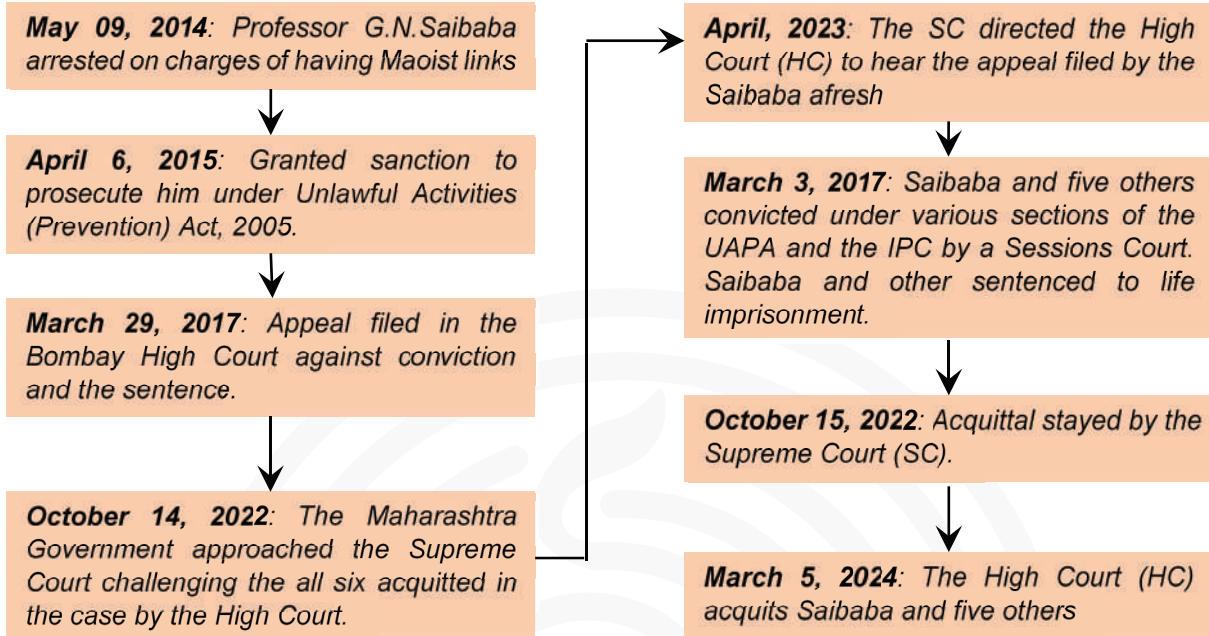 May 09, 2014: Professor G.N.Saibaba
arrested on charges of having Maoist links
April 6, 2015: Granted sanction to
prosecute him under Unlawful Activities
(Prevention) Act, 2005.
March 29, 2017: Appeal filed in the
Bombay High Court against conviction
and the sentence.
October 14, 2022: The Maharashtra
Government approached the Supreme
Court challenging the all six acquitted in
the case by the High Court.
April, 2023: The SC directed the High
Court (HC) to hear the appeal filed by the
Saibaba afresh
March 3, 2017: Saibaba and five others
convicted under various sections of the
UAPA and the IPC by a Sessions Court.
Saibaba and other sentenced to life
imprisonment.
October 15, 2022: Acquittal stayed by the
Supreme Court (SC).
March 5, 2024: The High Court (HC)
acquits Saibaba and five others